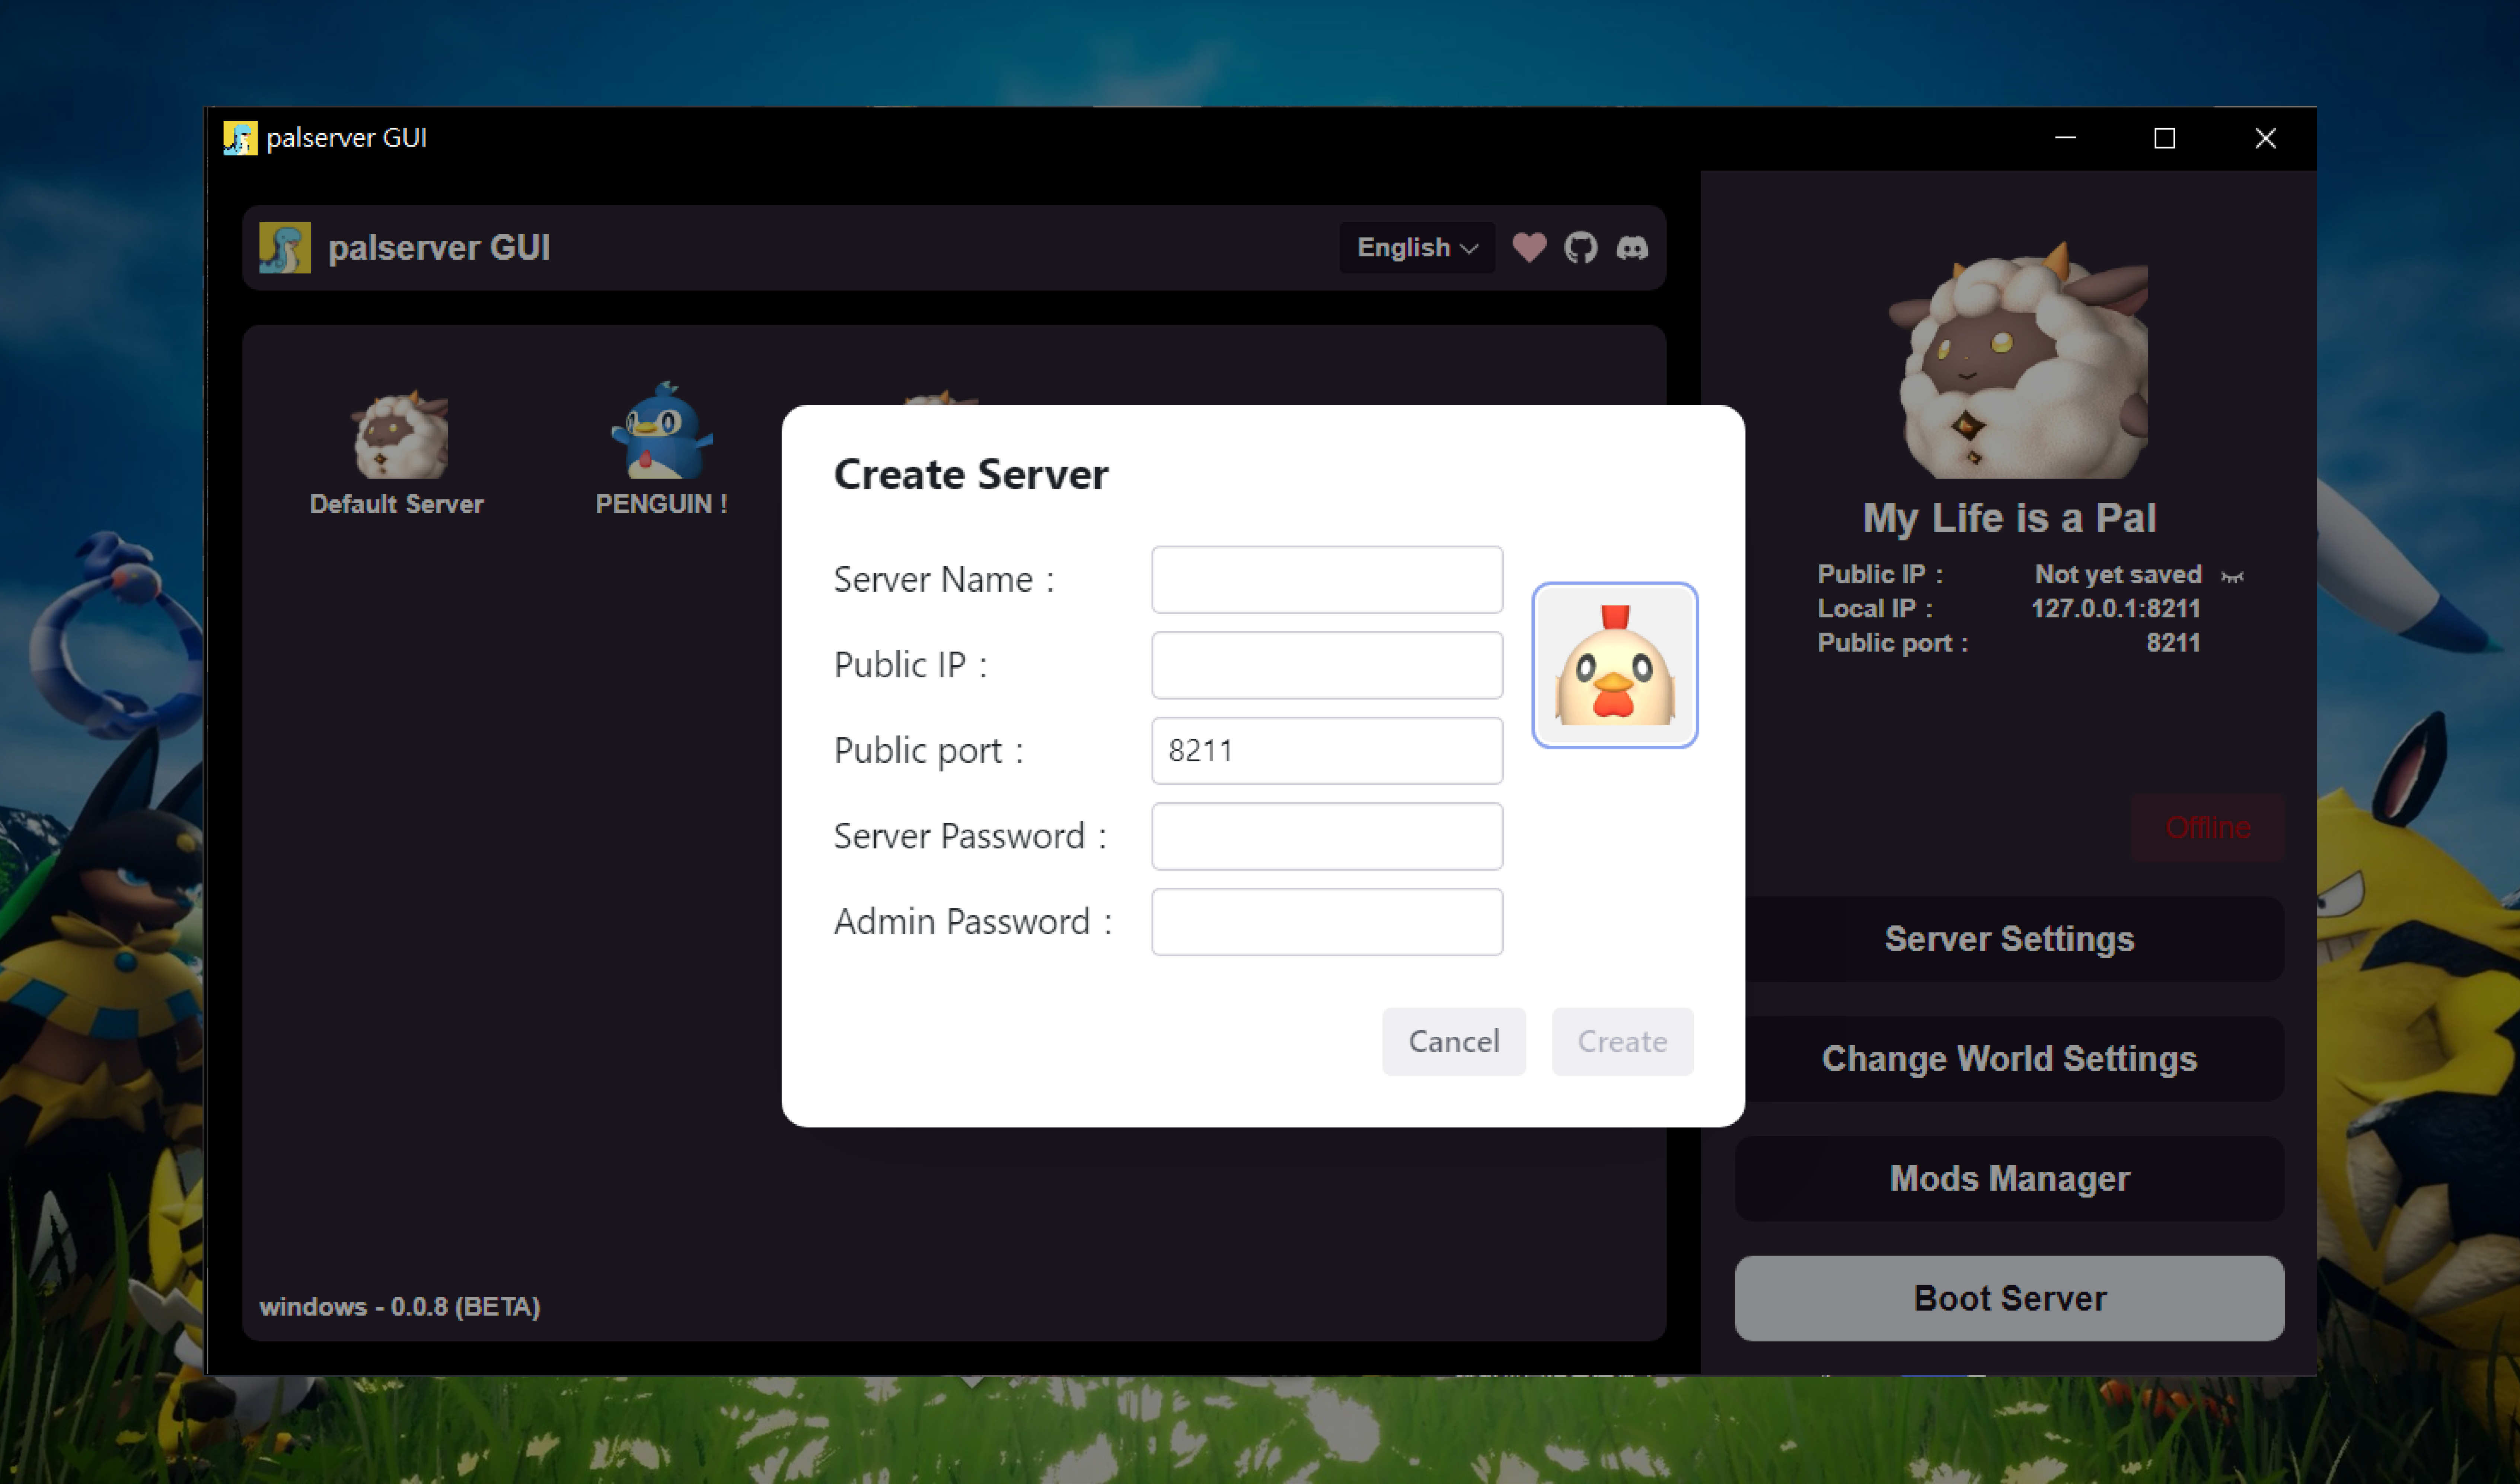 palserver GUI
palserver GUI
English
Default Server
PENGUIN !
Create Server
Server Name :
Public IP :
Public port :
8211
Server Password :
Admin Password :
Cancel
Create
windows - 0.0.8 (BETA)
My Life is a Pal
Public IP :
Not yet saved
Local IP :
127.0.0.1:8211
Public port :
8211
Offline
Server Settings
Change World Settings
Mods Manager
Boot Server